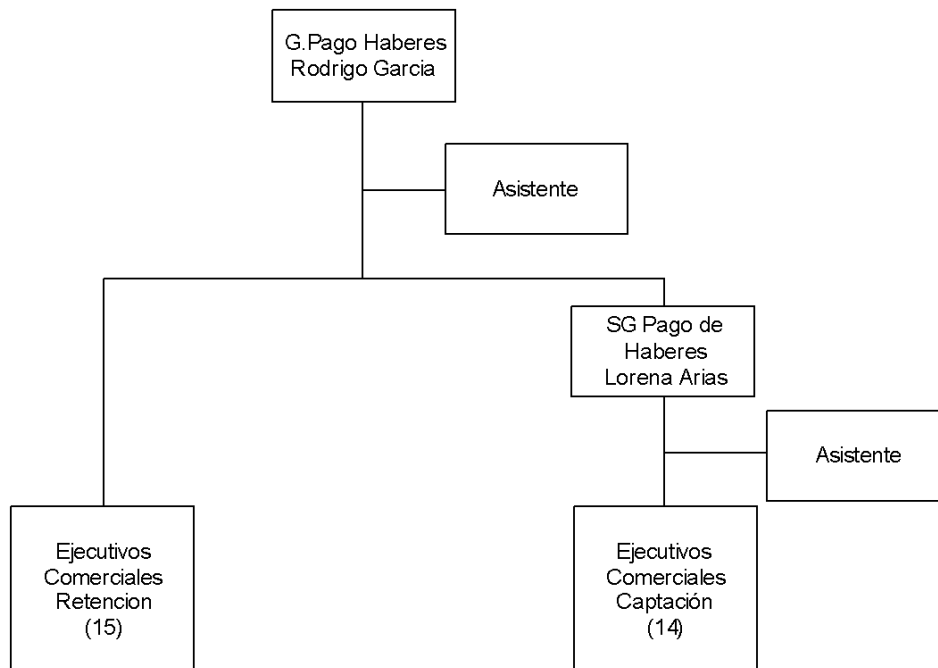 G.Pago Haberes
Rodrigo Garcia
Asistente
SG Pago de
Haberes
Lorena Arias
Asistente
Ejecutivos
Comerciales
Retencion
(15)
Ejecutivos
Comerciales
Captación
(14)